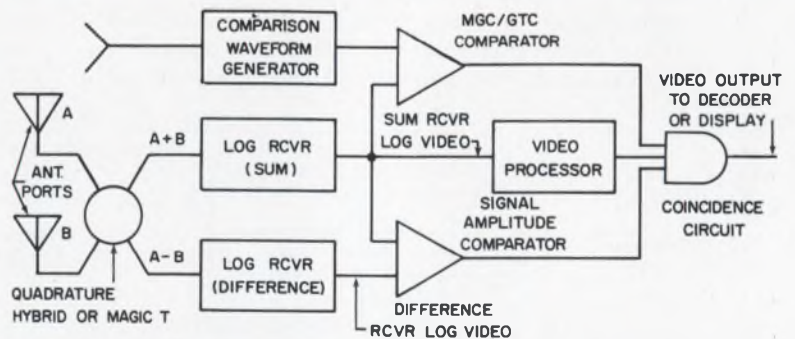 COMPARISON
WAVEFORM
GENERATOR
MGC/GTC
COMPARATOR
VIDEO OUTPUT
TO DECODER
OR DISPLAY
A
A+B
LOG RCVR
(SUM)
SUM RCVR
LOG VIDEO
VIDEO
PROCESSOR
ANT.
PORTS
B
A-B
LOG RCVR
(DIFFERENCE)
SIGNAL
AMPLITUDE
COMPARATOR
COINCIDENCE
CIRCUIT
QUADRATURE
HYBRID OR MAGIC T
DIFFERENCE
RCVR LOG VIDEO